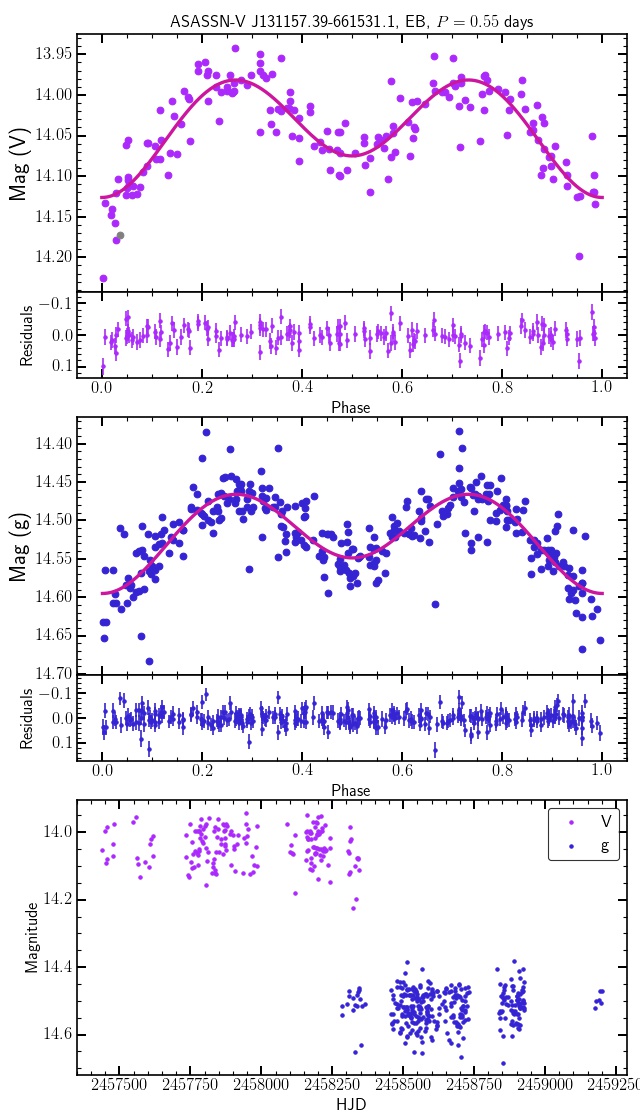 ASASSN-V J131157.39-661531.1, EB, P = 0.55 days
13.95
14.00
14.05
14.10
14.15
14.20
Mag (V)
−0.1
0.0
0.1
Residuals
0.0 0.2 0.4 0.6 0.8 1.0
Phase
14.40
14.45
14.50
14.55
14.60
14.65
14.70
Mag (g)
−0.1
0.0
0.1
Residuals
0.0 0.2 0.4 0.6 0.8 1.0
Phase
V
g
14.0
14.2
14.4
14.6
Magnitude
2457500 2457750 2458000 2458250 2458500 2458750 2459000 245925
HJD